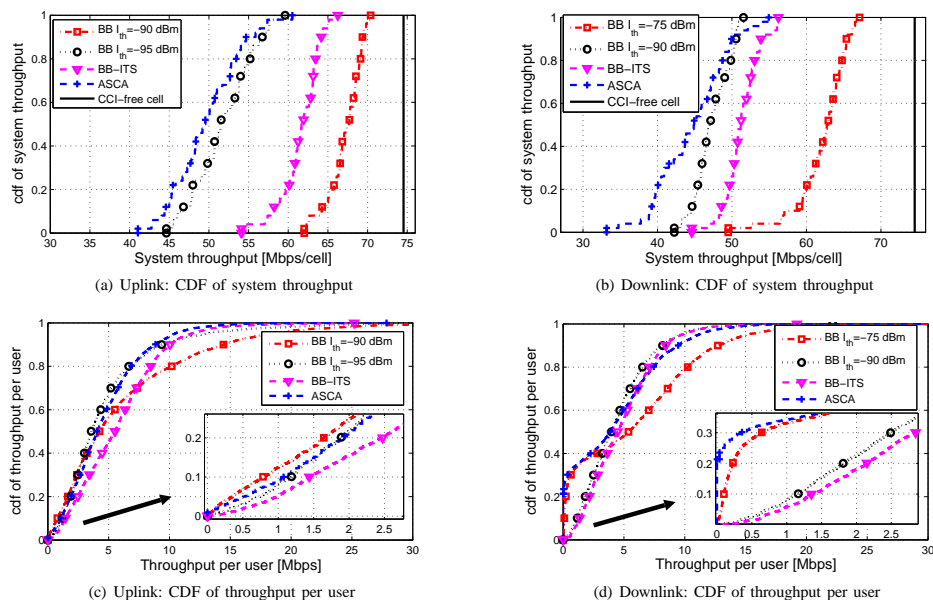 1
0.8
0.6
0.4
0.2
0
cdf of system throughput
BB I_th=−90 dBm
BB I_th=−95 dBm
BB−ITS
ASCA
CCI−free cell
30 35 40 45 50 55 60 65 70 75
System throughput [Mbps/cell]
(a) Uplink: CDF of system throughput
1
0.8
0.6
0.4
0.2
0
cdf of system throughput
BB I_th=−75 dBm
BB I_th=−90 dBm
BB−ITS
ASCA
CCI−free cell
30 40 50 60 70
System throughput [Mbps/cell]
(b) Downlink: CDF of system throughput
1
0.8
0.6
0.4
0.2
0
cdf of throughput per user
BB I_th=−90 dBm
BB I_th=−95 dBm
BB−ITS
ASCA
0.2
0.1
0
0 0.5 1 1.5 2 2.5
0 5 10 15 20 25 30
Throughput per user [Mbps]
(c) Uplink: CDF of throughput per user
1
0.8
0.6
0.4
0.2
0
cdf of throughput per user
BB I_th=−75 dBm
BB I_th=−90 dBm
BB−ITS
ASCA
0.3
0.2
0.1
0 0.5 1 1.5 2 2.5
0 5 10 15 20 25 30
Throughput per user [Mbps]
(d) Downlink: CDF of throughput per user